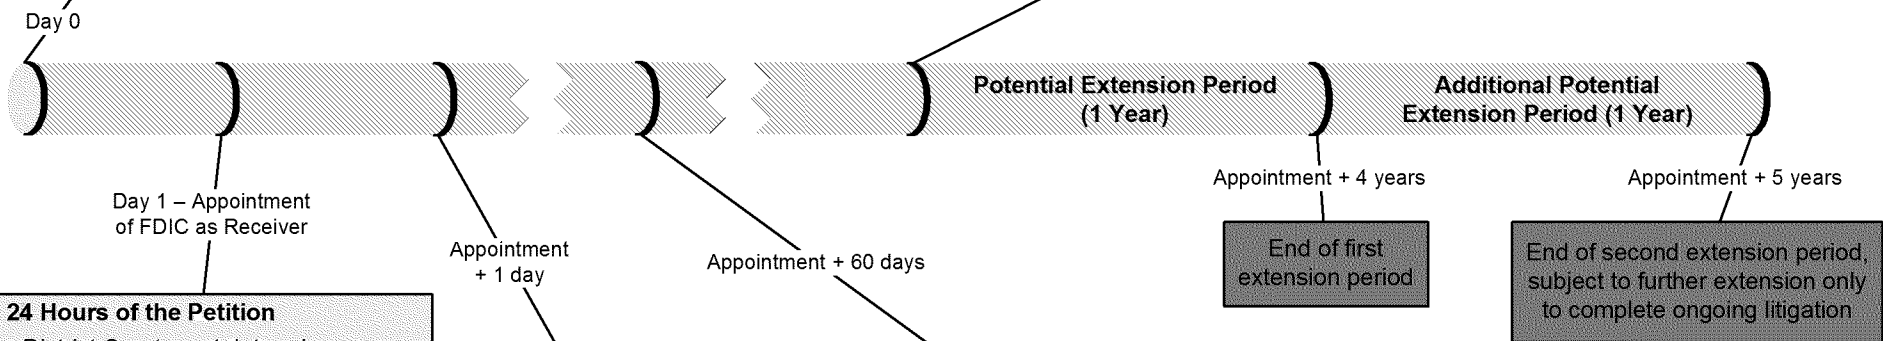 Day 0
Potential Extension Period
(1 Year)
Additional Potential
Extension Period (1 Year)
Day 1 – Appointment
of FDIC as Receiver
Appointment
+ 1 day
Appointment + 60 days
Appointment + 4 years
Appointment + 5 years
End of first
extension period
End of second extension period,
subject to further extension only
to complete ongoing litigation
24 Hours of the Petition